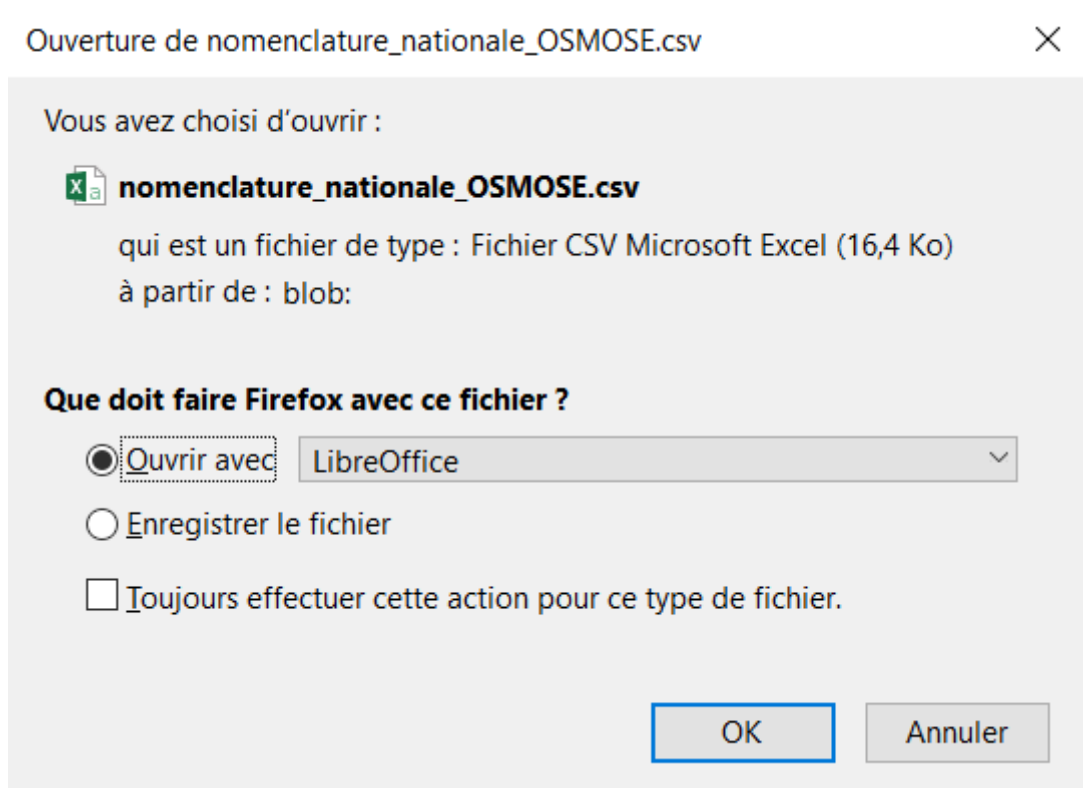 Ouverture de nomenclature_nationale_OSMOSE.csv
Vous avez choisi d’ouvrir :
nomenclature_nationale_OSMOSE.csv
qui est un fichier de type : Fichier CSV Microsoft Excel (16,4 Ko)
à partir de : blob:
Que doit faire Firefox avec ce fichier ?
Ouvrir avec LibreOffice
Enregistrer le fichier
Toujours effectuer cette action pour ce type de fichier.
OK Annuler